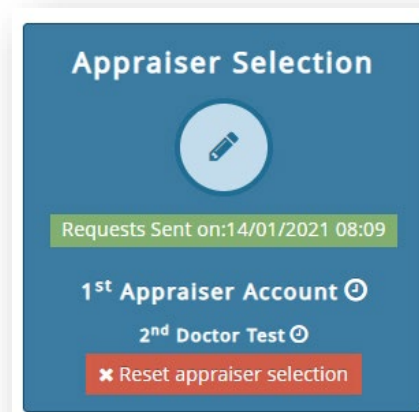 Appraiser Selection
Requests Sent on:14/01/2021 08:09
1st Appraiser Account
2nd Doctor Test
Reset appraiser selection